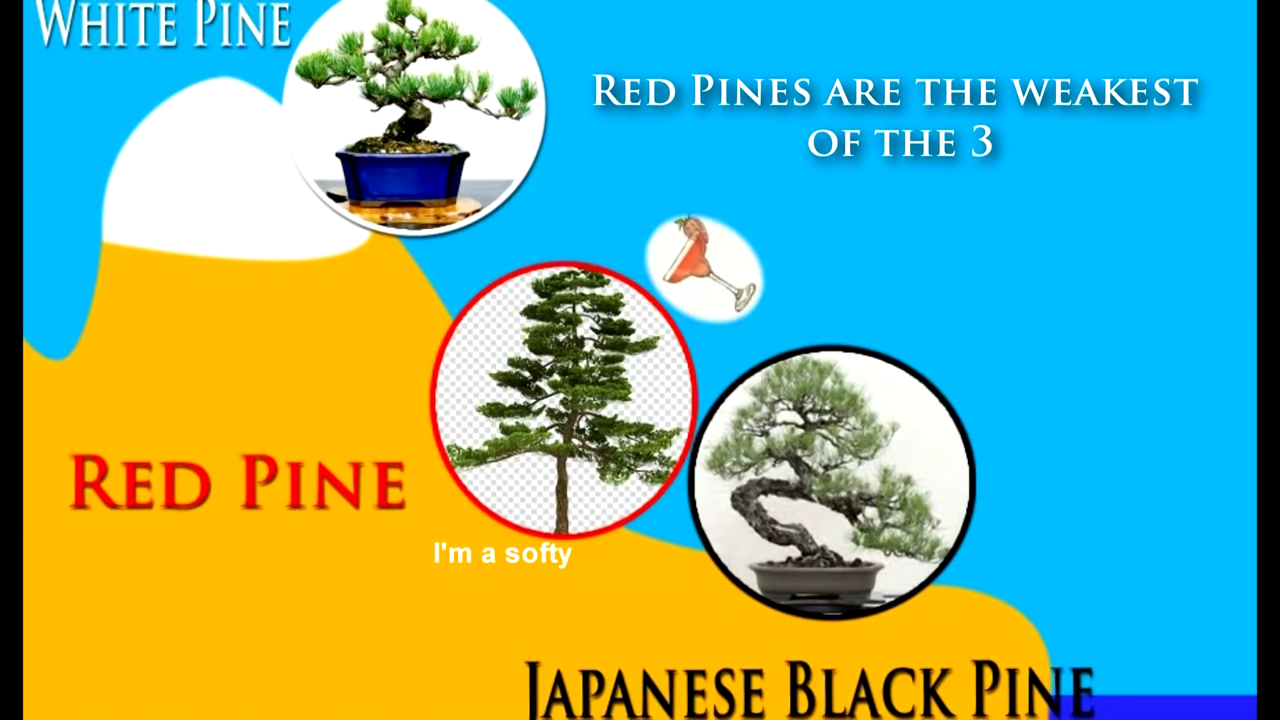 White Pine
Red Pines are the weakest
of the 3
Red Pine
I'm a softy
Japanese Black Pine